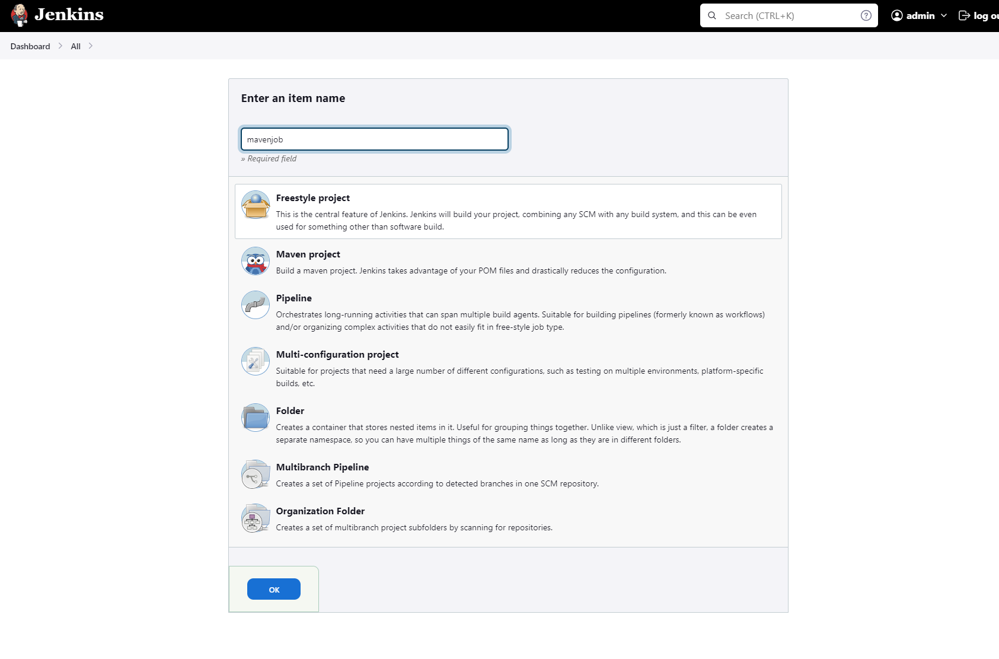 Jenkins
Search (CTRL+K)
admin
log ou
Dashboard
All
Enter an item name
mavenjob
» Required field
Freestyle project
This is the central feature of Jenkins. Jenkins will build your project, combining any SCM with any build system, and this can be even
used for something other than software build.
Maven project
Build a maven project. Jenkins takes advantage of your POM files and drastically reduces the configuration.
Pipeline
Orchestrates long-running activities that can span multiple build agents. Suitable for building pipelines (formerly known as workflows)
and/or organizing complex activities that do not easily fit in free-style job type.
Multi-configuration project
Suitable for projects that need a large number of different configurations, such as testing on multiple environments, platform-specific
builds, etc.
Folder
Creates a container that stores nested items in it. Useful for grouping things together. Unlike view, which is just a filter, a folder creates a
separate namespace, so you can have multiple things of the same name as long as they are in different folders.
Multibranch Pipeline
Creates a set of Pipeline projects according to detected branches in one SCM repository.
Organization Folder
Creates a set of multibranch project subfolders by scanning for repositories.
OK